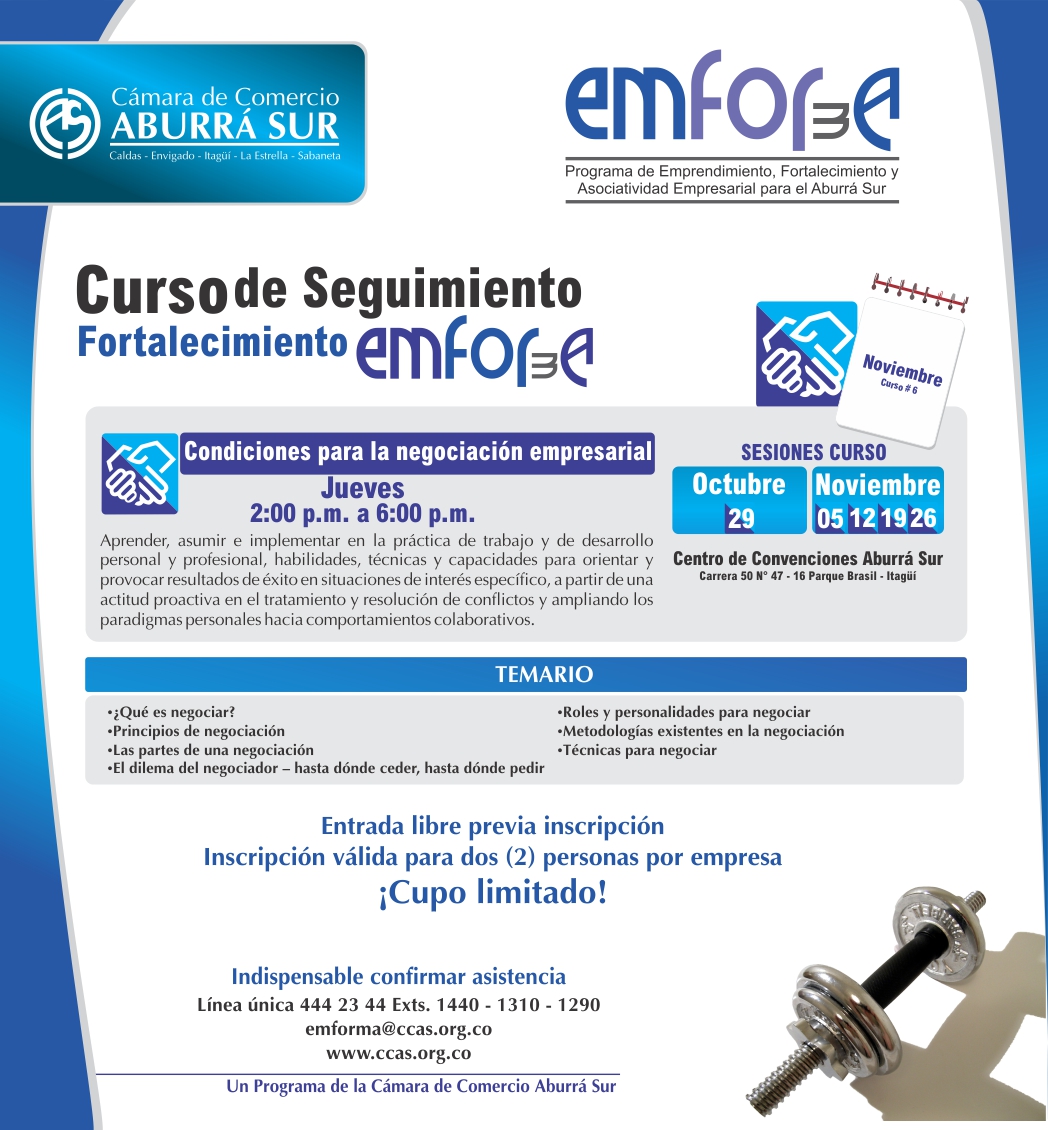 Cámara de Comercio
ABURRÁ SUR
Caldas - Envigado - Itagüí - La Estrella - Sabaneta
emforma
Programa de Emprendimiento, Fortalecimiento y
Asociatividad Empresarial para el Aburrá Sur
Curso de Seguimiento
Fortalecimiento emforma
Noviembre
Curso # 6
Condiciones para la negociación empresarial
Jueves
2:00 p.m. a 6:00 p.m.
Aprender, asumir e implementar en la práctica de trabajo y de desarrollo
personal y profesional, habilidades, técnicas y capacidades para orientar y
provocar resultados de éxito en situaciones de interés específico, a partir de una
actitud proactiva en el tratamiento y resolución de conflictos y ampliando los
paradigmas personales hacia comportamientos colaborativos.
SESIONES CURSO
Octubre
29
Noviembre
05 12 19 26
Centro de Convenciones Aburrá Sur
Carrera 50 N° 47 - 16 Parque Brasil - Itagüí
TEMARIO
•¿Qué es negociar?
•Principios de negociación
•Las partes de una negociación
•El dilema del negociador – hasta dónde ceder, hasta dónde pedir
•Roles y personalidades para negociar
•Metodologías existentes en la negociación
•Técnicas para negociar
Entrada libre previa inscripción
Inscripción válida para dos (2) personas por empresa
¡Cupo limitado!
Indispensable confirmar asistencia
Línea única 444 23 44 Exts. 1440 - 1310 - 1290
emforma@ccas.org.co
www.ccas.org.co
Un Programa de la Cámara de Comercio Aburrá Sur